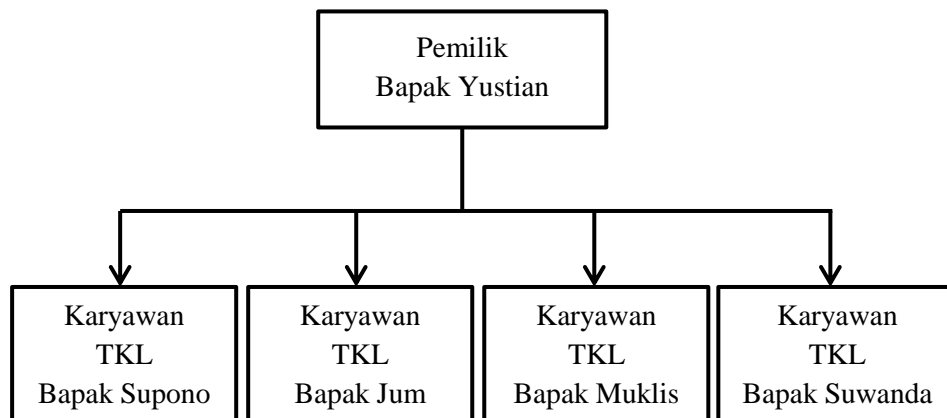 Pemilik
Bapak Yustian
Karyawan
TKL
Bapak Supono
Karyawan
TKL
Bapak Jum
Karyawan
TKL
Bapak Muklis
Karyawan
TKL
Bapak Suwanda